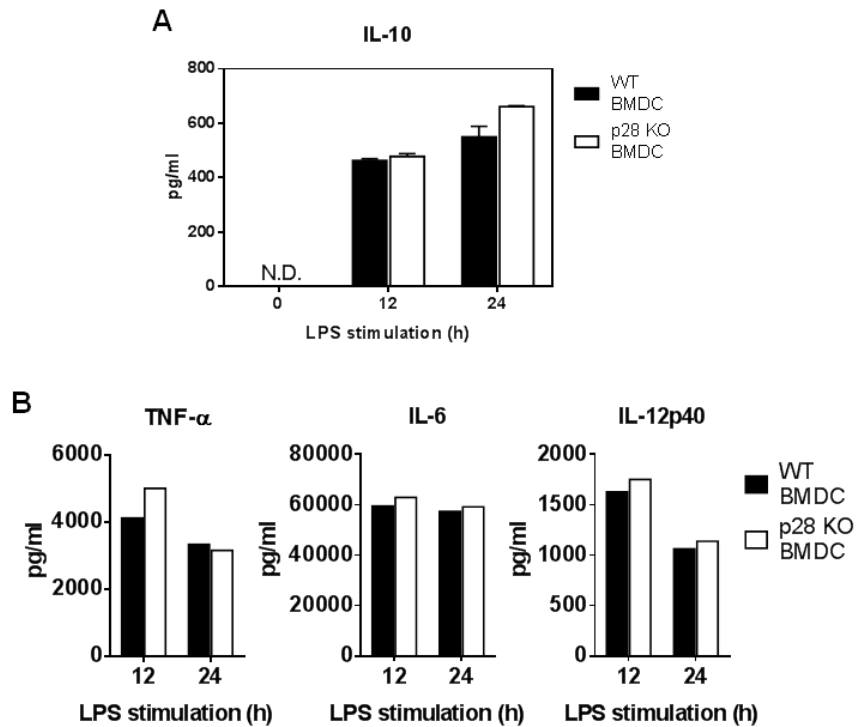 A
IL-10
pg/ml
800
600
400
200
0
N.D.
0 12 24
LPS stimulation (h)
WT
BMDC
p28 KO
BMDC
B
TNF-α
pg/ml
6000
4000
2000
0
12 24
LPS stimulation (h)
IL-6
pg/ml
80000
60000
40000
20000
0
12 24
LPS stimulation (h)
IL-12p40
pg/ml
2000
1500
1000
500
0
12 24
LPS stimulation (h)
WT
BMDC
p28 KO
BMDC